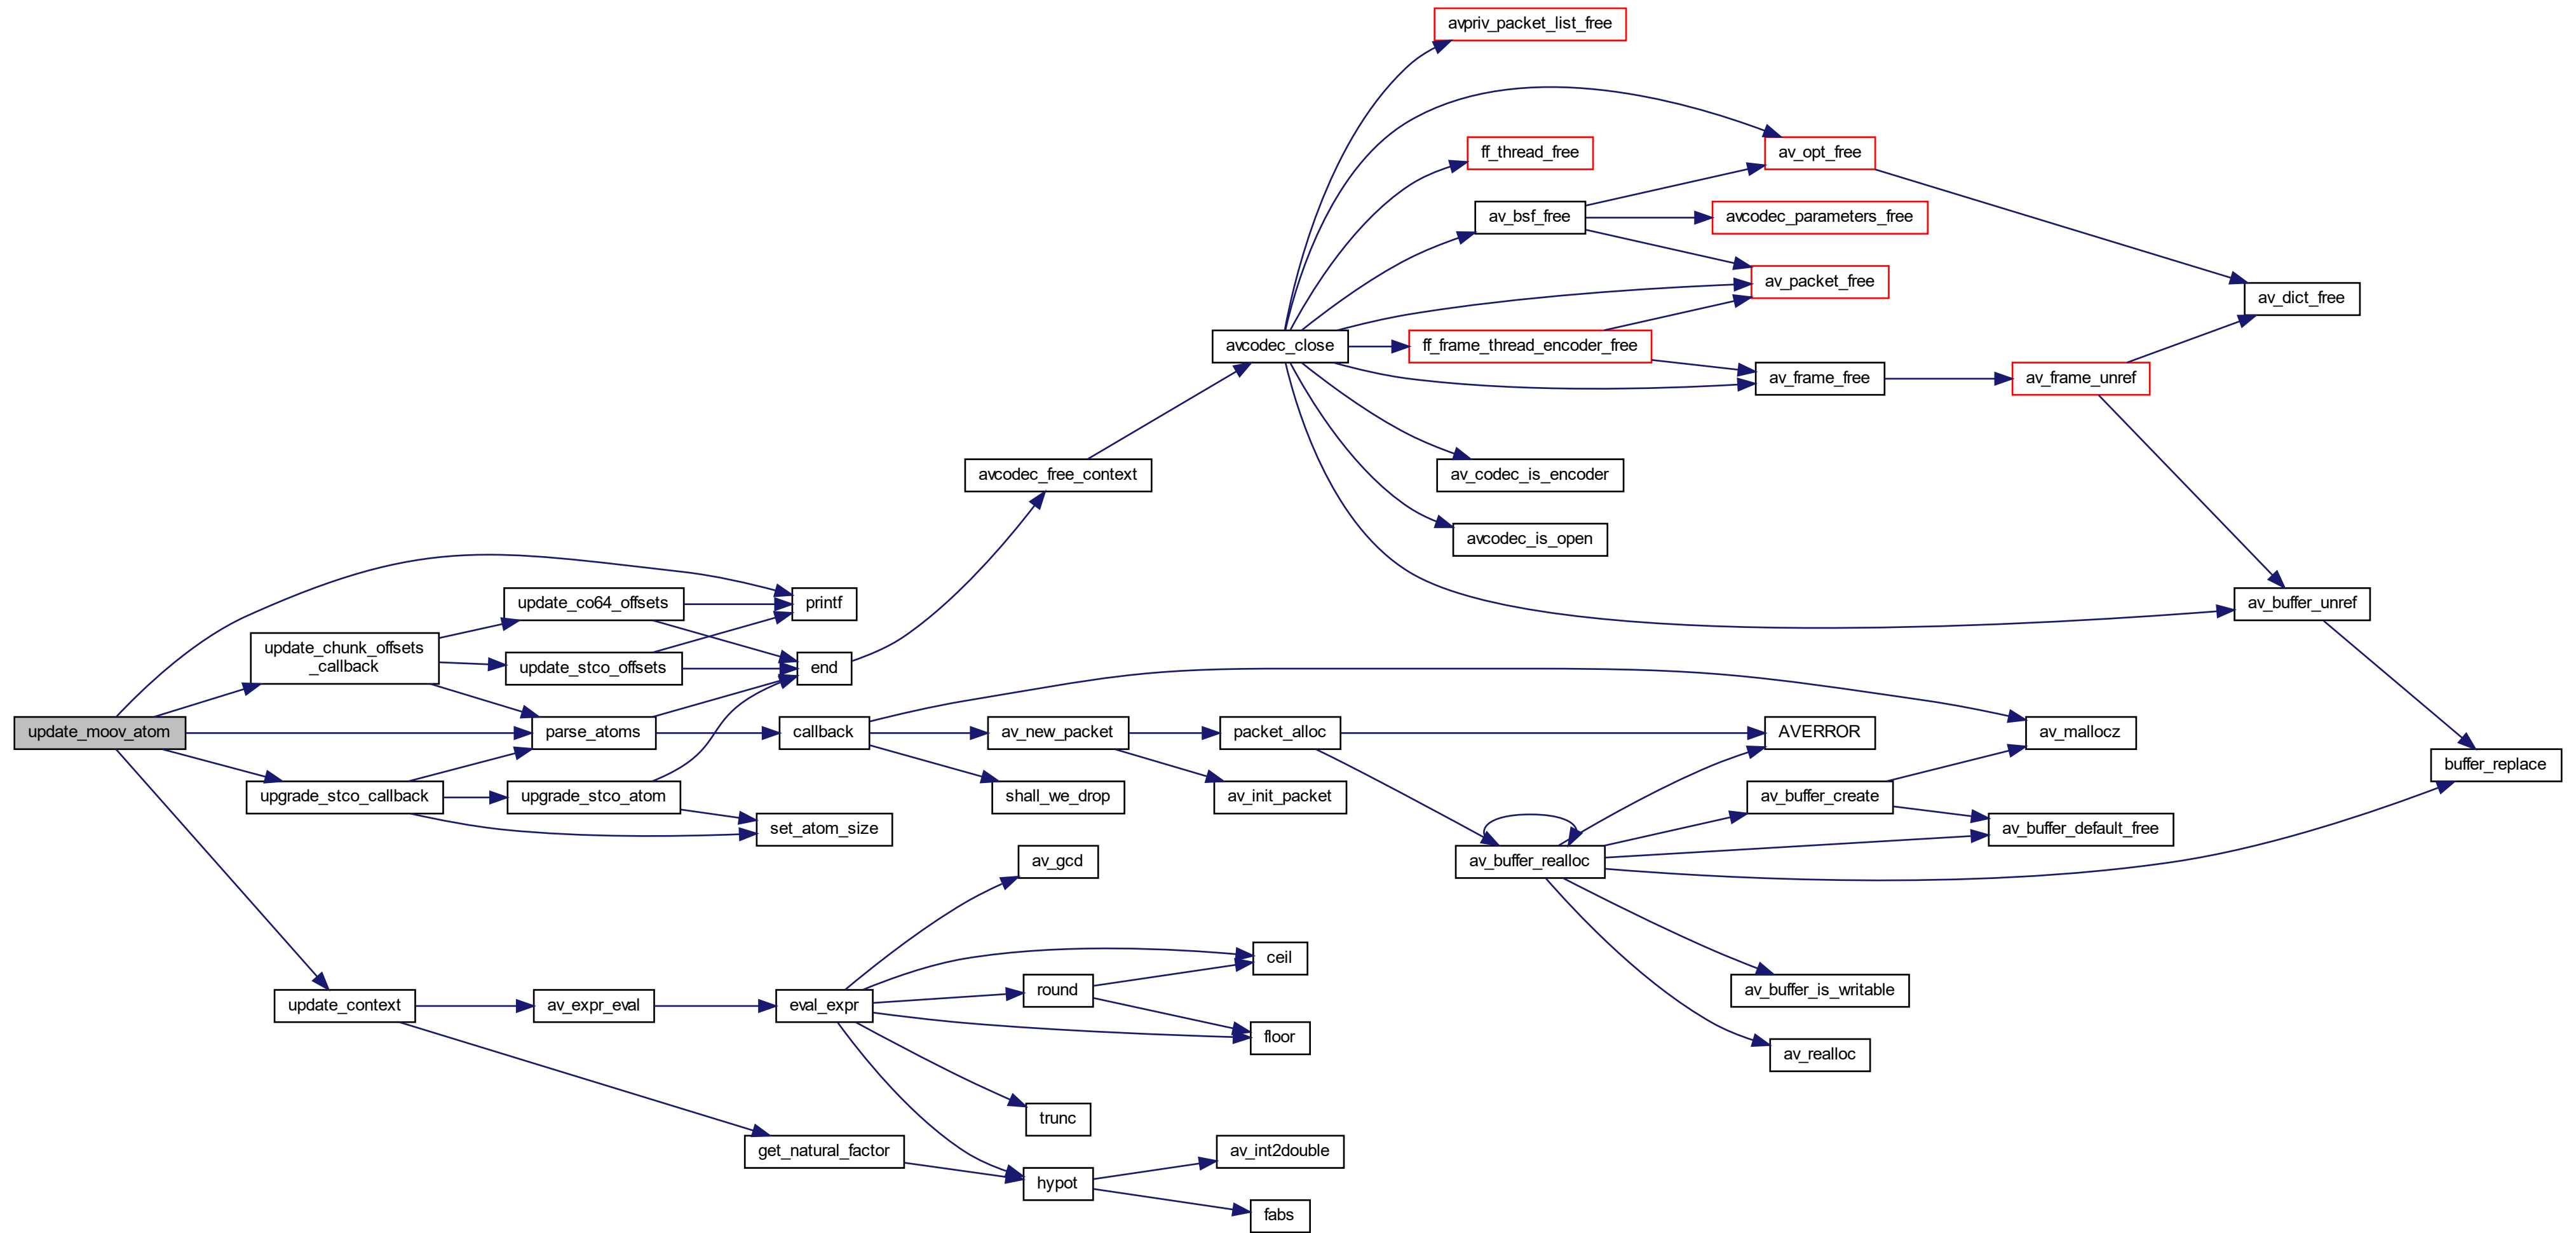 avpriv_packet_list_free
ff_thread_free
av_opt_free
av_bsf_free
avcodec_parameters_free
av_packet_free
av_dict_free
avcodec_close
ff_frame_thread_encoder_free
av_frame_free
av_frame_unref
avcodec_free_context
av_codec_is_encoder
avcodec_is_open
update_co64_offsets
printf
av_buffer_unref
update_chunk_offsets
_callback
update_stco_offsets
end
update_moov_atom
parse_atoms
callback
av_new_packet
packet_alloc
AVERROR
av_mallocz
buffer_replace
upgrade_stco_callback
upgrade_stco_atom
shall_we_drop
av_init_packet
av_buffer_create
set_atom_size
av_buffer_default_free
av_gcd
av_buffer_realloc
ceil
update_context
av_expr_eval
eval_expr
round
av_buffer_is_writable
floor
av_realloc
trunc
get_natural_factor
av_int2double
hypot
fabs